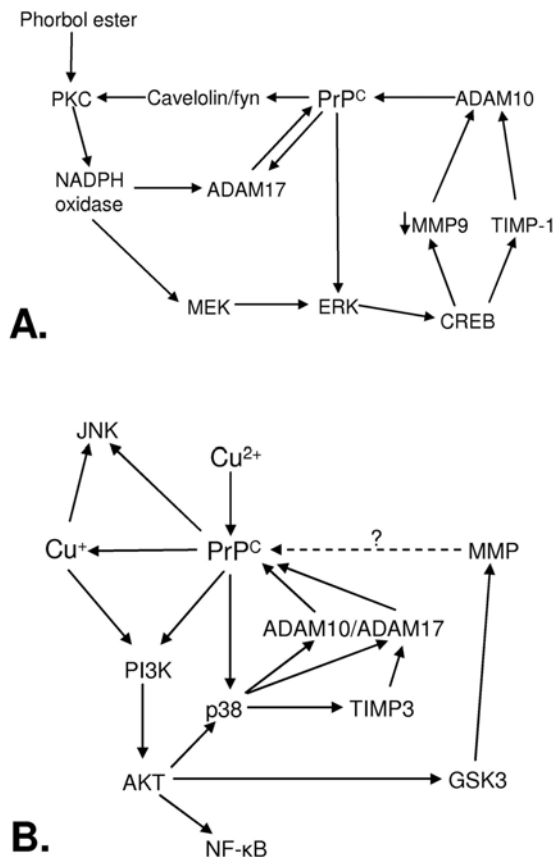 Phorbol ester
PKC
Cavelolin/fyn
PrPᶜ
ADAM10
NADPH
oxidase
ADAM17
↓MMP9
TIMP-1
MEK
ERK
CREB
A.
JNK
Cu²⁺
Cu⁺
PrPᶜ
?
MMP
ADAM10/ADAM17
PI3K
p38
TIMP3
AKT
GSK3
NF-κB
B.